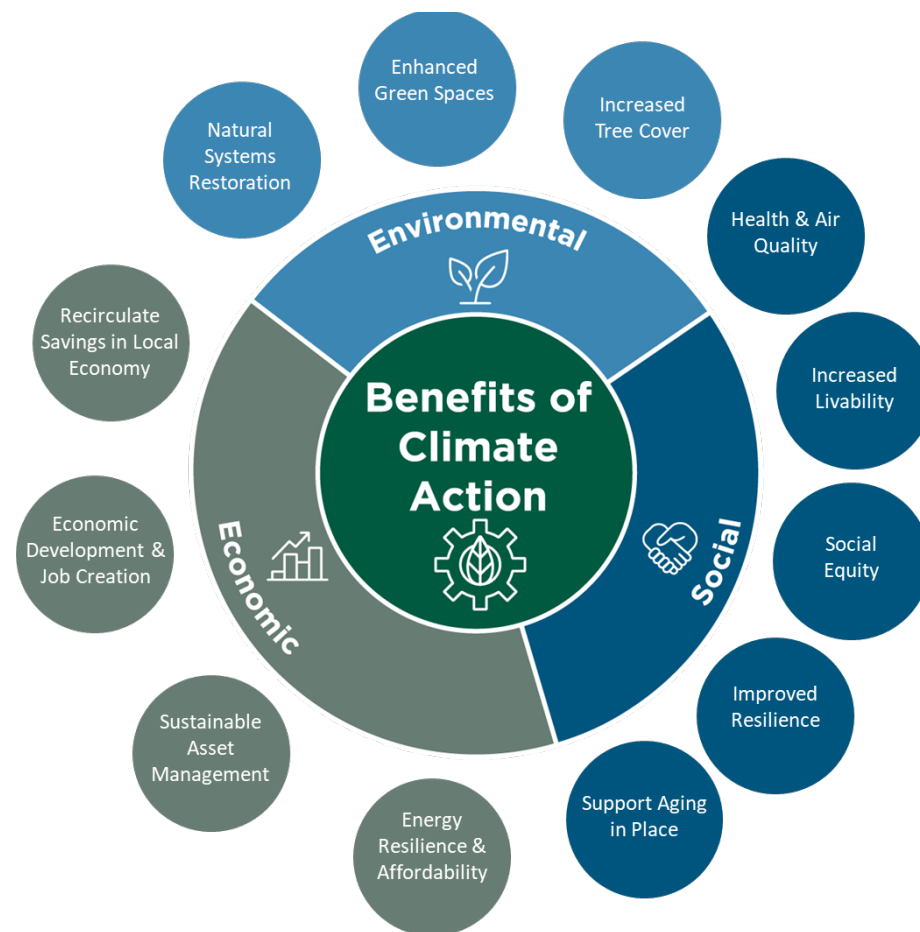 Enhanced
Green Spaces
Increased
Tree Cover
Natural
Systems
Restoration
Health & Air
Quality
Environmental
Recirculate
Savings in Local
Economy
Increased
Livability
Benefits of
Climate
Action
Economic
Development &
Job Creation
Economic
Social
Social
Equity
Improved
Resilience
Sustainable
Asset
Management
Support Aging
in Place
Energy
Resilience &
Affordability